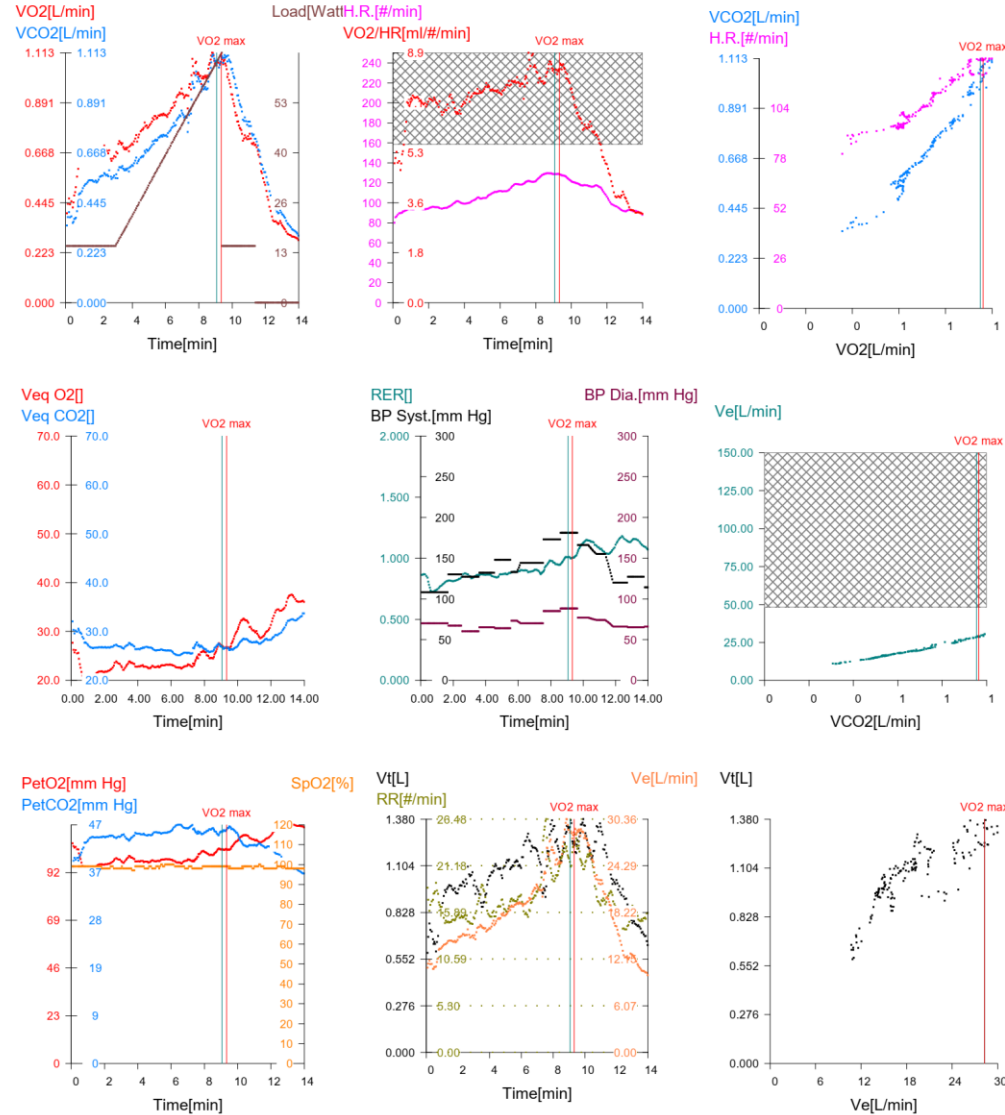 VO2[L/min] Load[Watt H.R.[#/min] VCO2[L/min]
VCO2[L/min] VO2/HR[ml/#/min] H.R.[#/min]
VO2 max VO2 max VO2 max
1.113 1.113 240 8.9 1.113
220
0.891 0.891 53 200 0.891 104
180
0.668 0.668 40 160 5.3 0.668 78
140
0.445 0.445 26 120 3.6 0.445 52
100
0.223 0.223 13 80 1.8 0.223 26
60
40
20
0.000 0.000 0 0 0.0 0.000 0
0 2 4 6 8 10 12 14 0 2 4 6 8 10 12 14 0 0 0 1 1 1
Time[min] Time[min] VO2[L/min]
Veq O2[] RER[] BP Dia.[mm Hg]
Veq CO2[] BP Syst.[mm Hg] Ve[L/min]
VO2 max VO2 max VO2 max
70.0 70.0 2.000 300 300 150.00
60.0 60.0 250 250 125.00
50.0 50.0 1.500 200 200 100.00
40.0 40.0 1.000 150 150 75.00
30.0 30.0 0.500 100 100 50.00
50 50 25.00
20.0 20.0 0.000 0 0 0.00
0.00 2.00 4.00 6.00 8.00 10.00 12.00 14.00 0.00 2.00 4.00 6.00 8.00 10.00 12.00 14.00 0 0 0 1 1 1
Time[min] Time[min] VCO2[L/min]
PetO2[mm Hg] SpO2[%] Vt[L] Ve[L/min] Vt[L]
PetCO2[mm Hg] RR[#/min]
VO2 max VO2 max VO2 max
47 120 1.380 26.48 30.36 1.380
110
92 37 100 1.104 21.18 24.29 1.104
90
80
69 28 70 0.828 18.22 0.828
60
46 19 50 0.552 10.59 0.552
40
23 9 30 0.276 5.30 6.07 0.276
20
10
0 0 0 0.000 0.00 0.00 0.000
0 2 4 6 8 10 12 14 0 2 4 6 8 10 12 14 0 6 12 18 24 30
Time[min] Time[min] Ve[L/min]